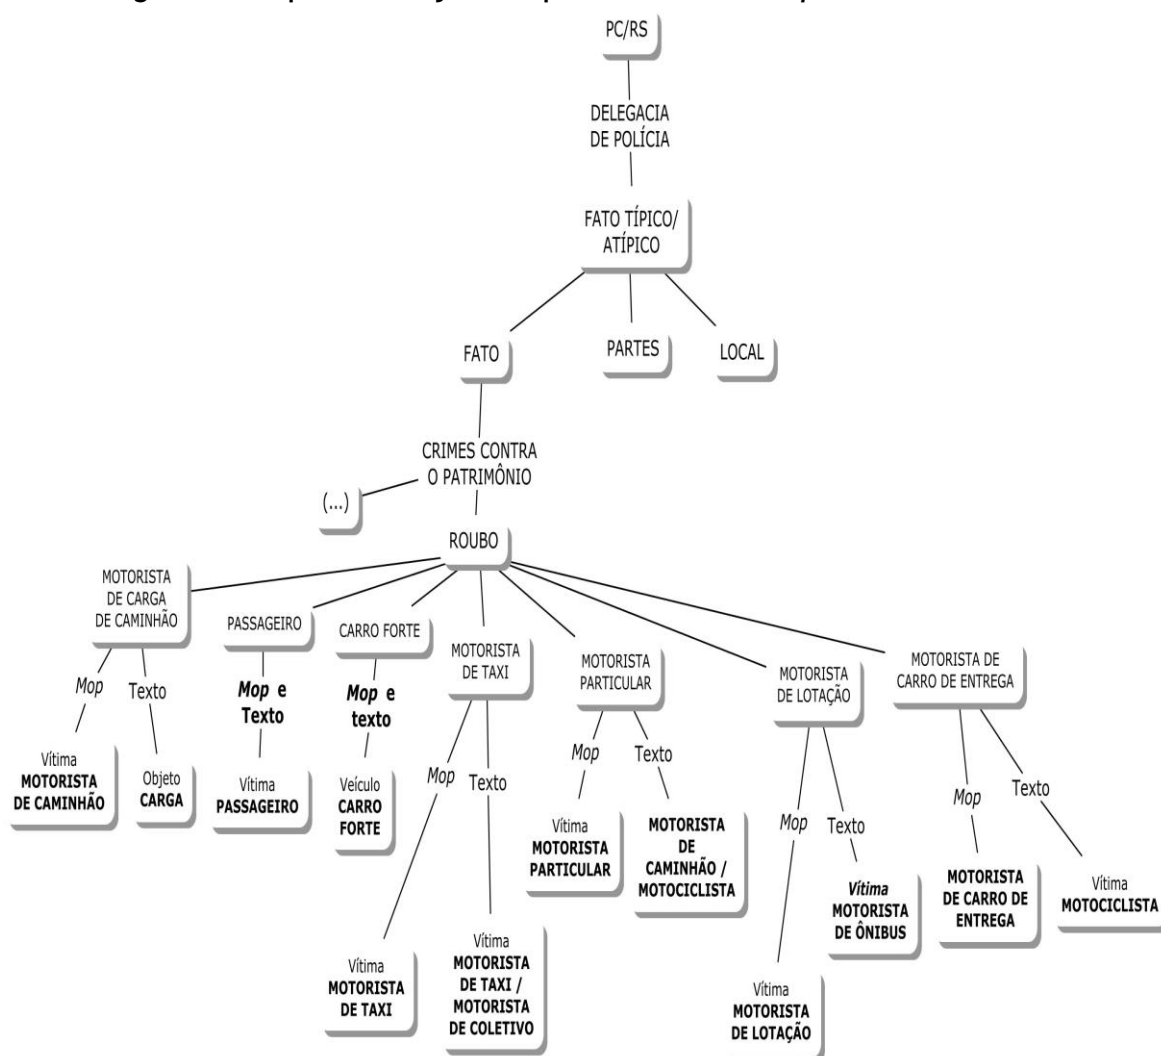 PC/RS
DELEGACIA
DE POLÍCIA
FATO TÍPICO/
ATÍPICO
FATO
PARTES
LOCAL
CRIMES CONTRA
O PATRIMÔNIO
(...)
ROUBO
MOTORISTA
DE CARGA
DE CAMINHÃO
PASSAGEIRO
CARRO FORTE
MOTORISTA
DE TAXI
MOTORISTA
PARTICULAR
MOTORISTA
DE LOTAÇÃO
MOTORISTA DE
CARRO DE ENTREGA
Mop
Texto
Mop e
Texto
Mop e
texto
Mop
Texto
Mop
Texto
Mop
Texto
Mop
Texto
Vítima
MOTORISTA
DE CAMINHÃO
Objeto
CARGA
Vítima
PASSAGEIRO
Veículo
CARRO
FORTE
Vítima
MOTORISTA
DE TAXI
Vítima
MOTORISTA
DE TAXI /
MOTORISTA
DE COLETIVO
Vítima
MOTORISTA
PARTICULAR
MOTORISTA
DE
CAMINHÃO /
MOTOCICLISTA
Vítima
MOTORISTA
DE LOTAÇÃO
Vítima
MOTORISTA
DE ÔNIBUS
MOTORISTA
DE CARRO DE
ENTREGA
Vítima
MOTOCICLISTA